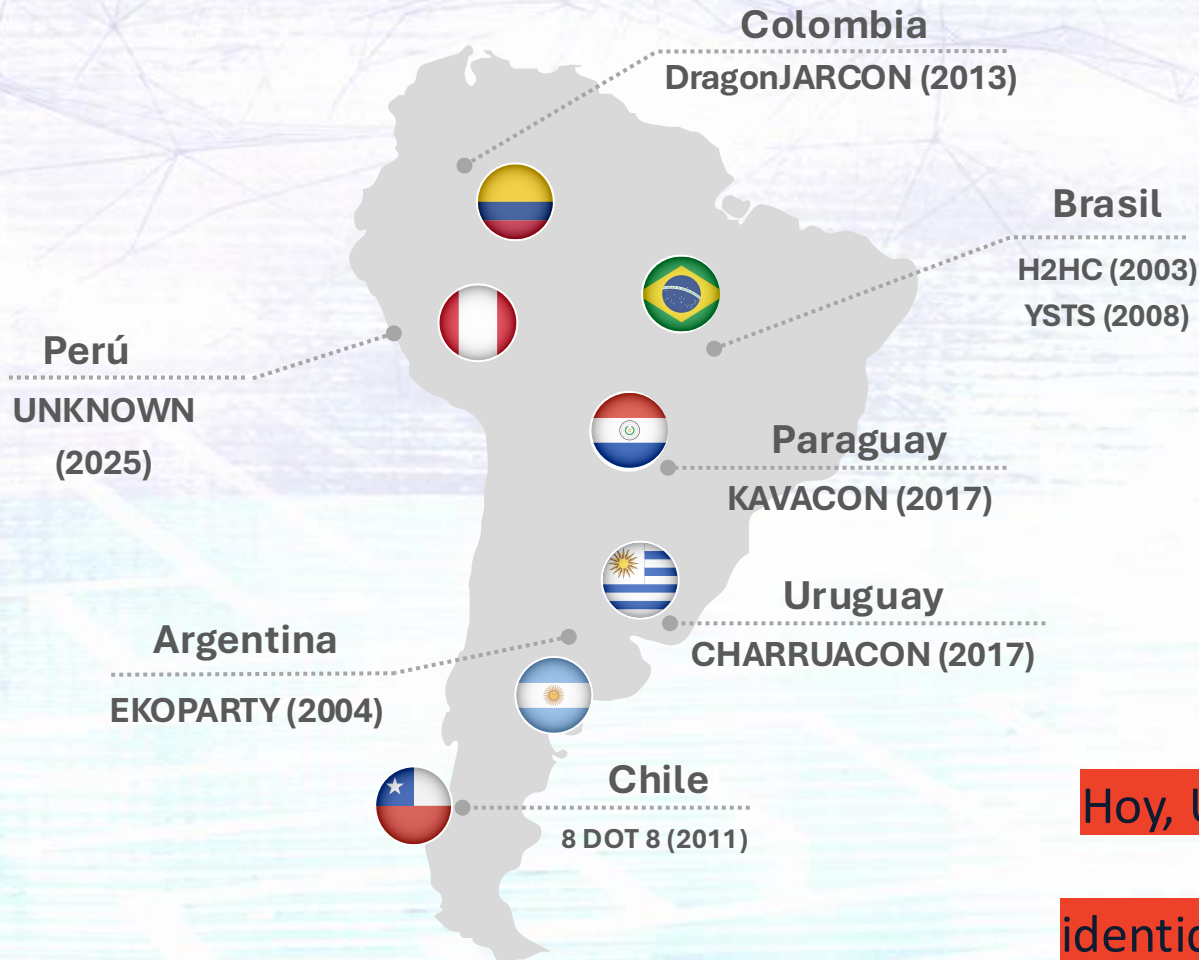 Colombia
DragonJARCON (2013)
Brasil
H2HC (2003)
YSTS (2008)
Perú
UNKNOWN
(2025)
Paraguay
KAVACON (2017)
Uruguay
CHARRUACON (2017)
Argentina
EKOPARTY (2004)
Chile
8 DOT 8 (2011)
Hoy,